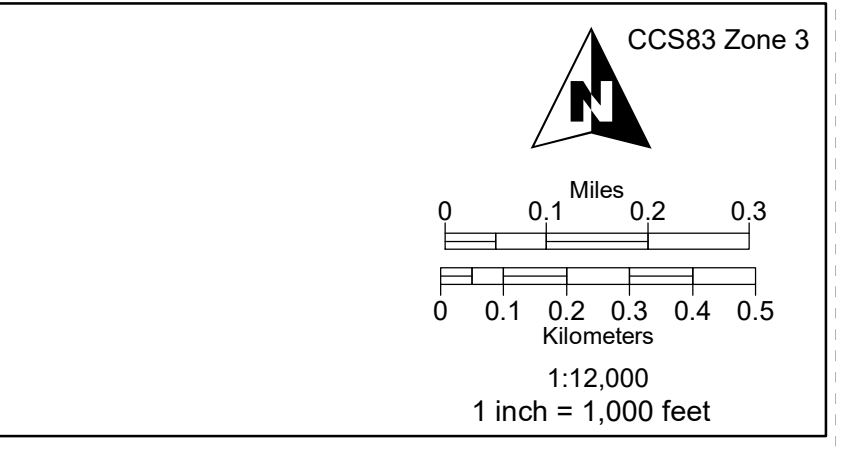 CCS83 Zone 3
N
Miles
0 0.1 0.2 0.3
0 0.1 0.2 0.3 0.4 0.5
Kilometers
1:12,000
1 inch = 1,000 feet